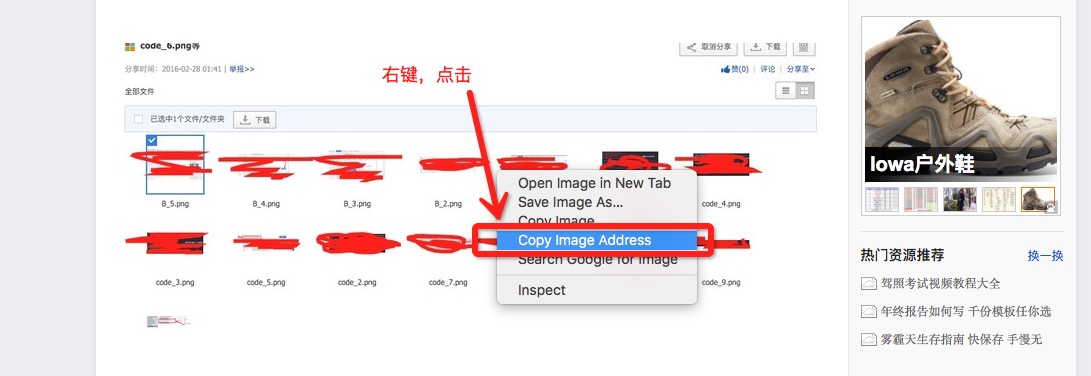 code_6.png等
取消分享
下载
分享时间：2016-02-28 01:41 | 举报>>
赞(0) | 评论 | 分享至
右键，点击
全部文件
已选中1个文件/文件夹
下载
B_5.png
B_4.png
B_3.png
B_2.png
code_4.png
Open Image in New Tab
Save Image As...
Copy Image
Copy Image Address
Search Google for Image
Inspect
code_3.png
code_5.png
code_2.png
code_7.png
code_9.png
lowa户外鞋
热门资源推荐
换一换
驾照考试视频教程大全
年终报告如何写 千份模板任你选
雾霾天生存指南 快保存 手慢无